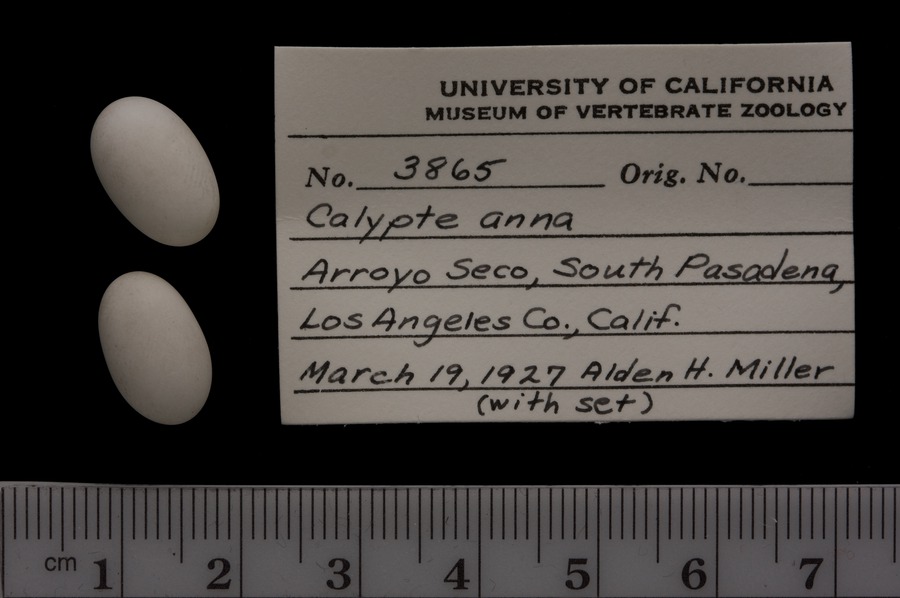 UNIVERSITY OF CALIFORNIA
MUSEUM OF VERTEBRATE ZOOLOGY
No. 3865 Orig. No.
Calypte anna
Arroyo Seco, South Pasadena,
Los Angeles Co., Calif.
March 19, 1927 Alden H. Miller
(with set)
cm 1 2 3 4 5 6 7